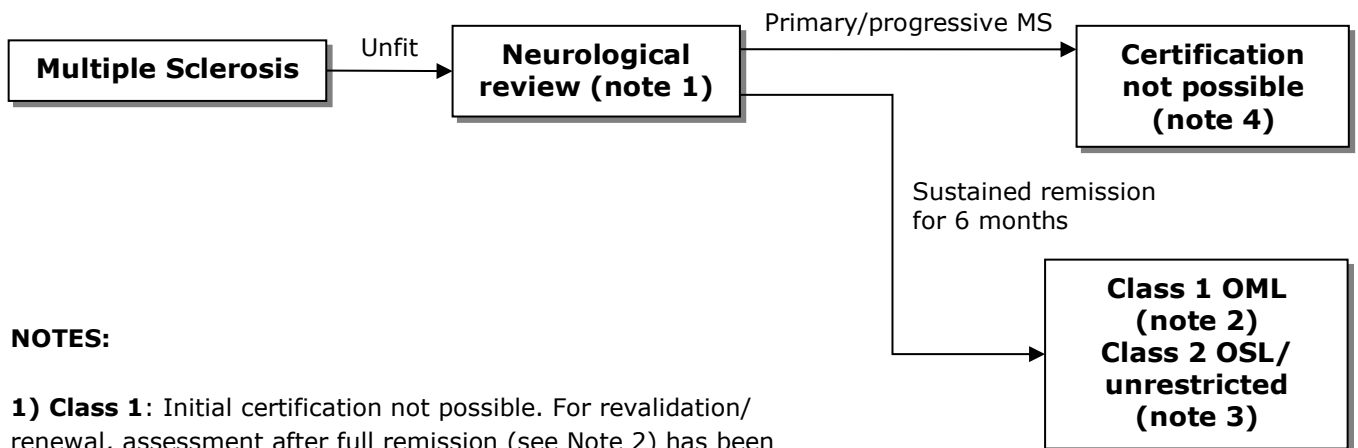 Multiple Sclerosis
Unfit
Neurological
review (note 1)
Primary/progressive MS
Certification
not possible
(note 4)
Sustained remission
for 6 months
Class 1 OML
(note 2)
Class 2 OSL/
unrestricted
(note 3)
NOTES:
1) Class 1: Initial certification not possible. For revalidation/
renewal, assessment after full remission (see Note 2) has been